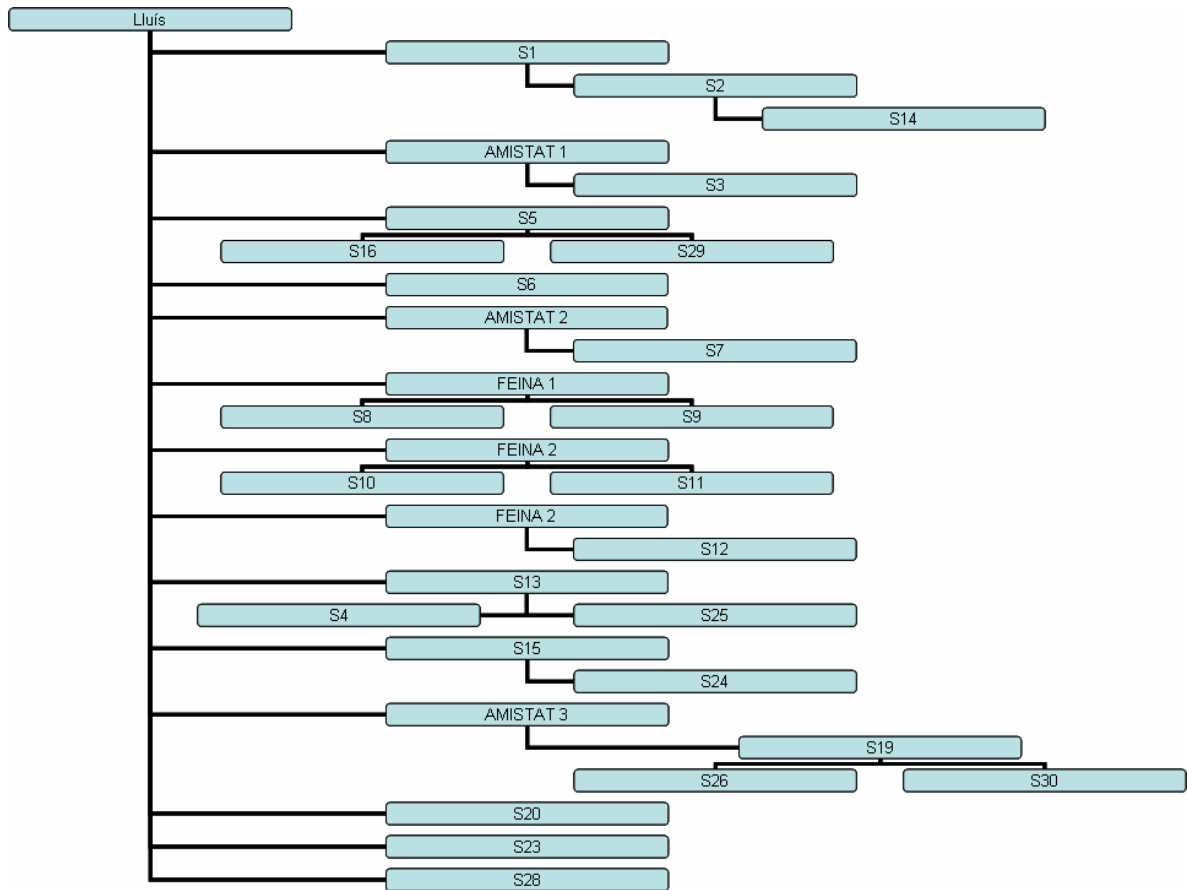 Lluís
S1
S2
S14
AMISTAT 1
S3
S5
S16 S29
S6
AMISTAT 2
S7
FEINA 1
S8 S9
FEINA 2
S10 S11
FEINA 2
S12
S13
S4 S25
S15
S24
AMISTAT 3
S19
S26 S30
S20
S23
S28